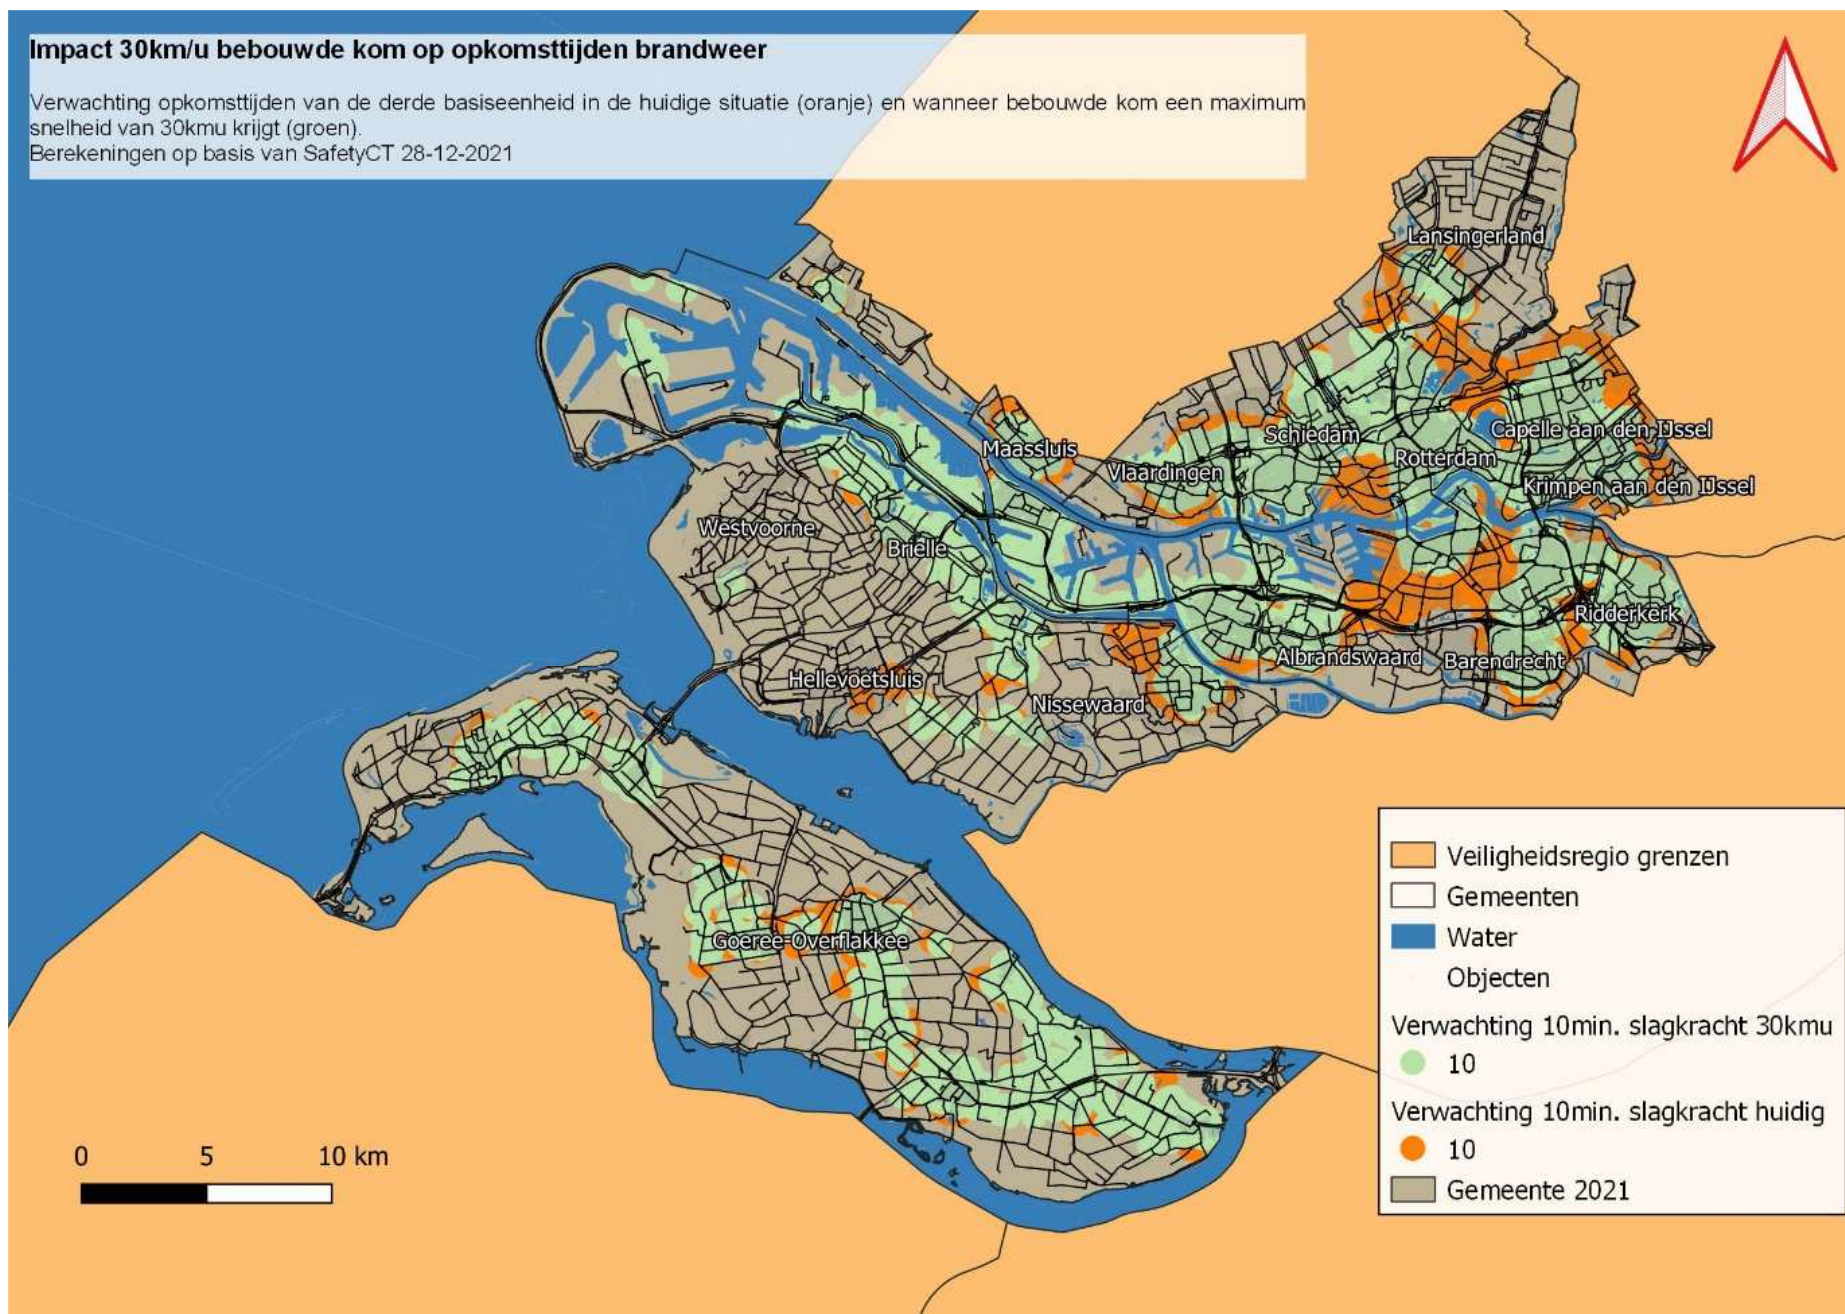 Impact 30km/u bebouwde kom op opkomsttijden brandweer
Verwachting opkomsttijden van de derde basiseenheid in de huidige situatie (oranje) en wanneer bebouwde kom een maximum
snelheid van 30kmu krijgt (groen).
Berekeningen op basis van SafetyCT 28-12-2021
Lansingerland
Capelle aan den IJssel
Schiedam
Maassluis
Rotterdam
Vlaardingen
Krimpen aan den IJssel
Westvoorne
Brielle
Ridderkerk
Albrandswaard
Barendrecht
Hellevoetsluis
Nissewaard
Goeree-Overflakkee
Veiligheidsregio grenzen
Gemeenten
Water
Objecten
Verwachting 10min. slagkracht 30kmu
10
Verwachting 10min. slagkracht huidig
10
Gemeente 2021
0 5 10 km